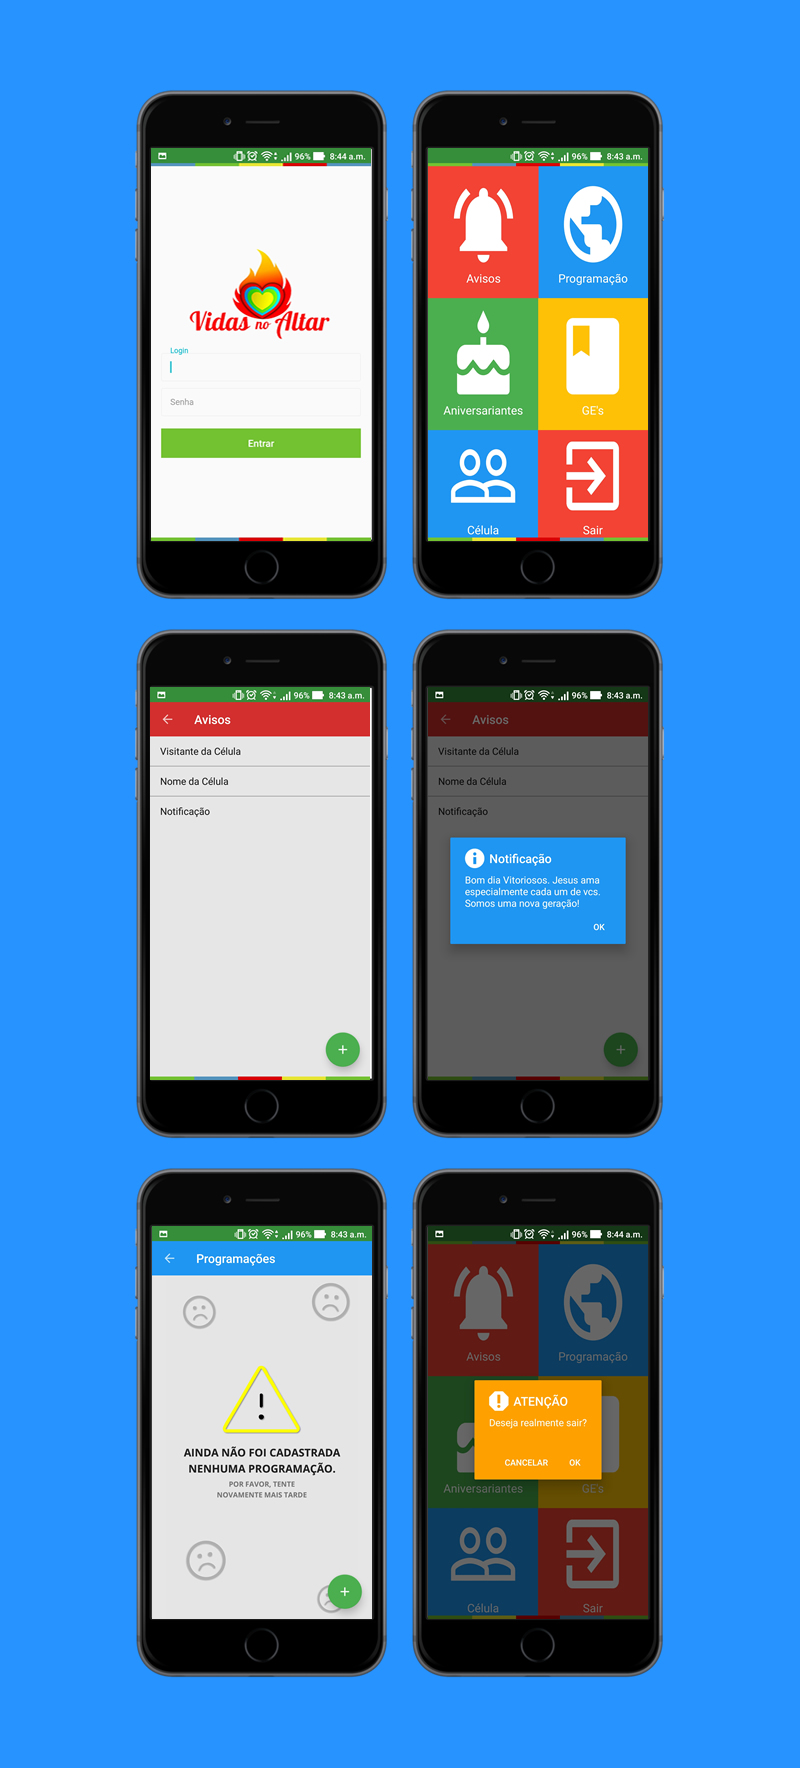 96% 8:44 a.m.
Vidas no Altar
Login
Senha
Entrar
96% 8:43 a.m.
Avisos
Programação
Aniversariantes
GE's
Célula
Sair
96% 8:43 a.m.
Avisos
Visitante da Célula
Nome da Célula
Notificação
96% 8:43 a.m.
Avisos
Visitante da Célula
Nome da Célula
Notificação
Notificação
Bom dia Vitoriosos. Jesus ama
especialmente cada um de vcs.
Somos uma nova geração!
OK
96% 8:43 a.m.
Programações
AINDA NÃO FOI CADASTRADA
NENHUMA PROGRAMAÇÃO.
POR FAVOR, TENTE
NOVAMENTE MAIS TARDE
96% 8:44 a.m.
Avisos
Programação
ATENÇÃO
Deseja realmente sair?
CANCELAR OK
Aniversariantes
GE's
Célula
Sair